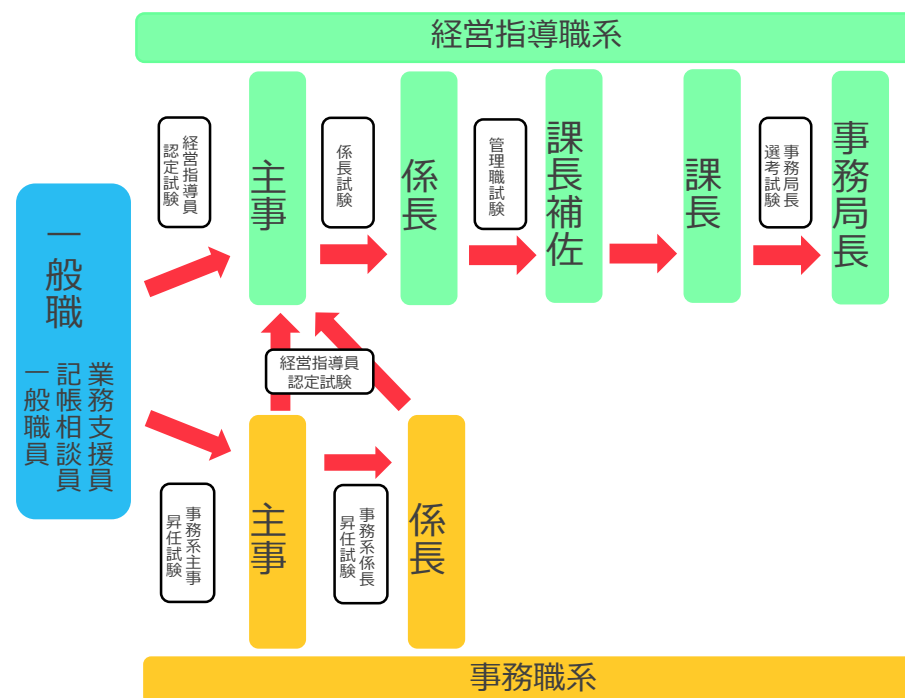 経営指導職系
経営指導員
認定試験
主事
係長試験
係長
管理職試験
課長補佐
課長
事務局長
選考試験
事務局長
一般職
業務支援員
記帳相談員
一般職員
経営指導員
認定試験
事務系主事
昇任試験
主事
事務系係長
昇任試験
係長
事務職系